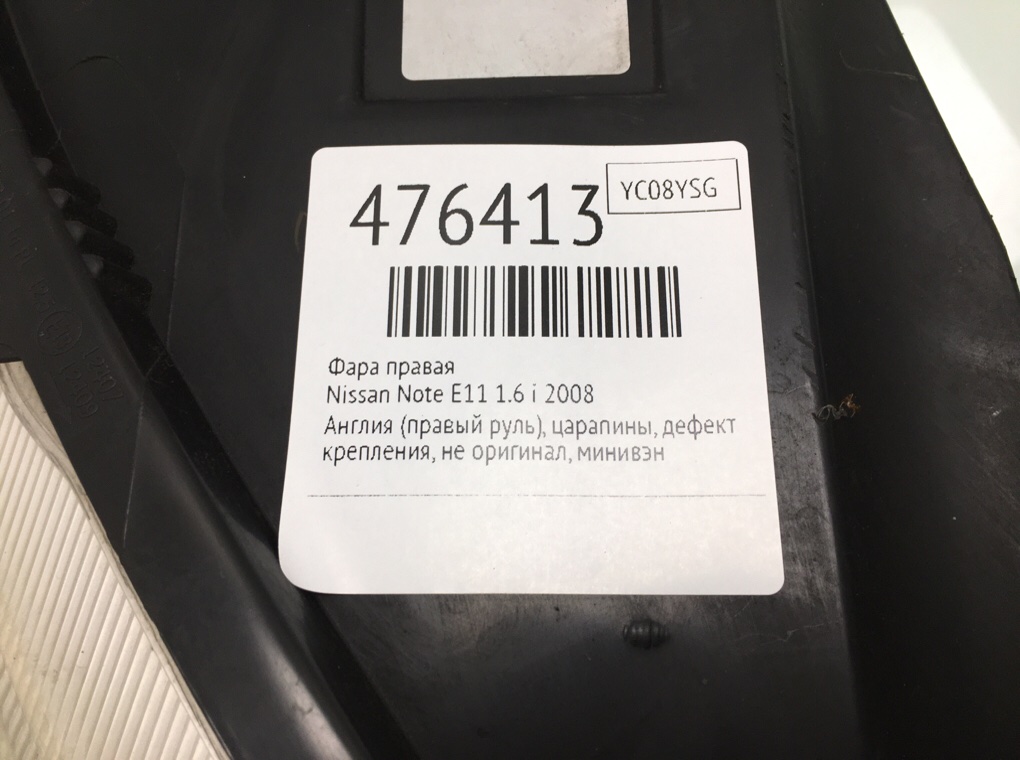 476413
YC08YSG
Фара правая
Nissan Note E11 1.6 i 2008
Англия (правый руль), царапины, дефект
крепления, не оригинал, минивэн